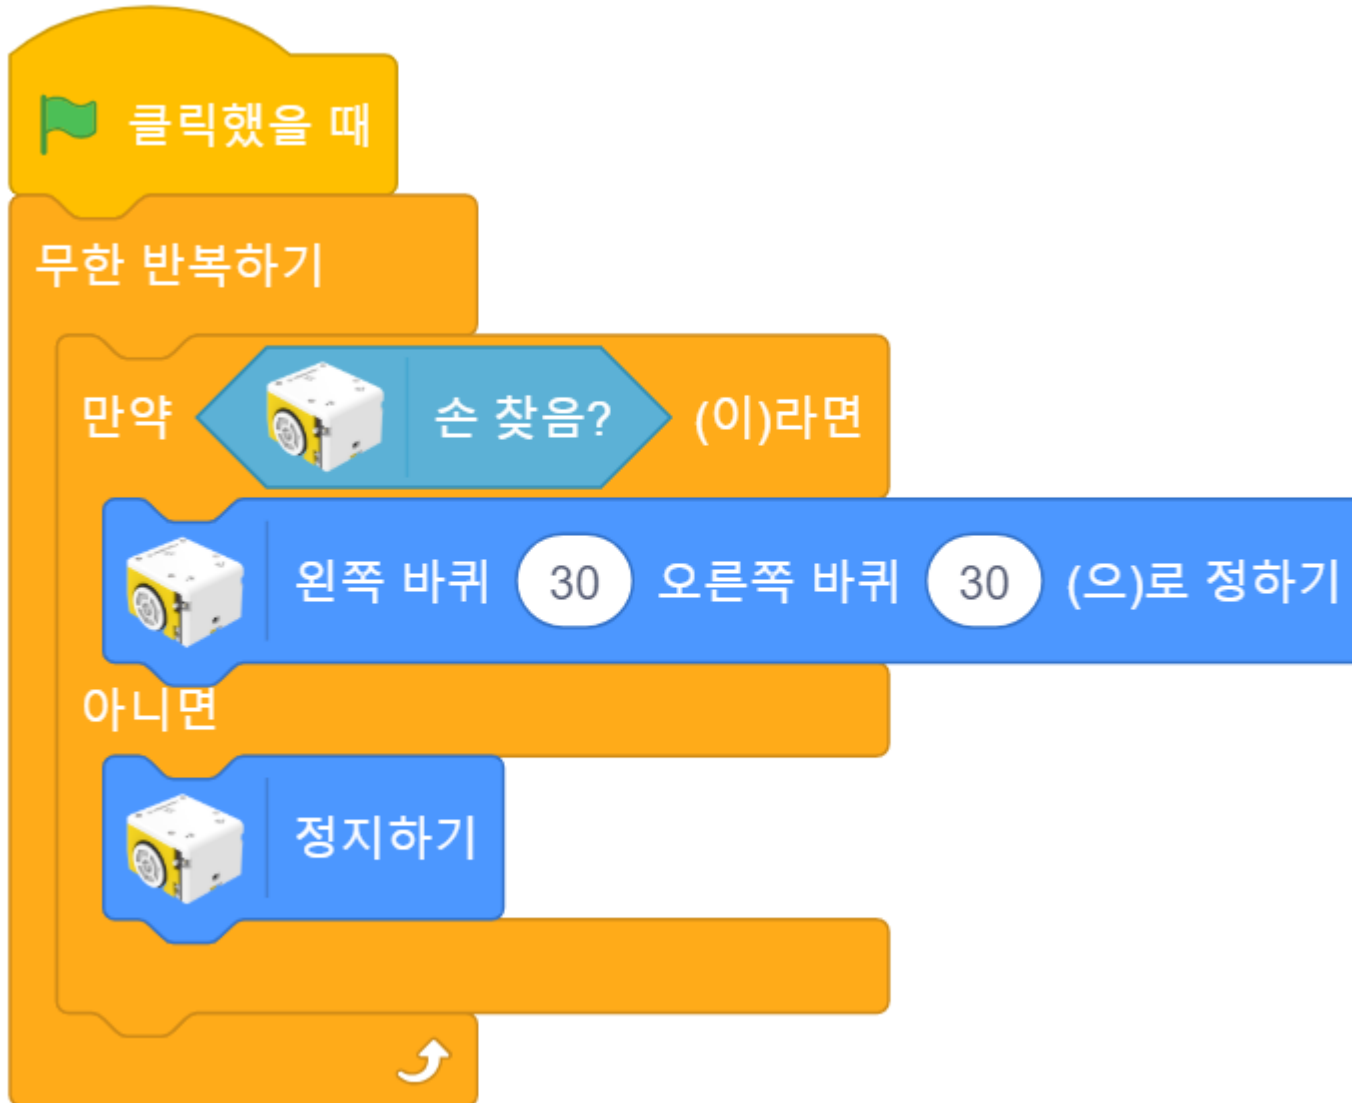 클릭했을 때
무한 반복하기
만약 손 찾음? (이)라면
왼쪽 바퀴 30 오른쪽 바퀴 30 (으)로 정하기
아니면
정지하기